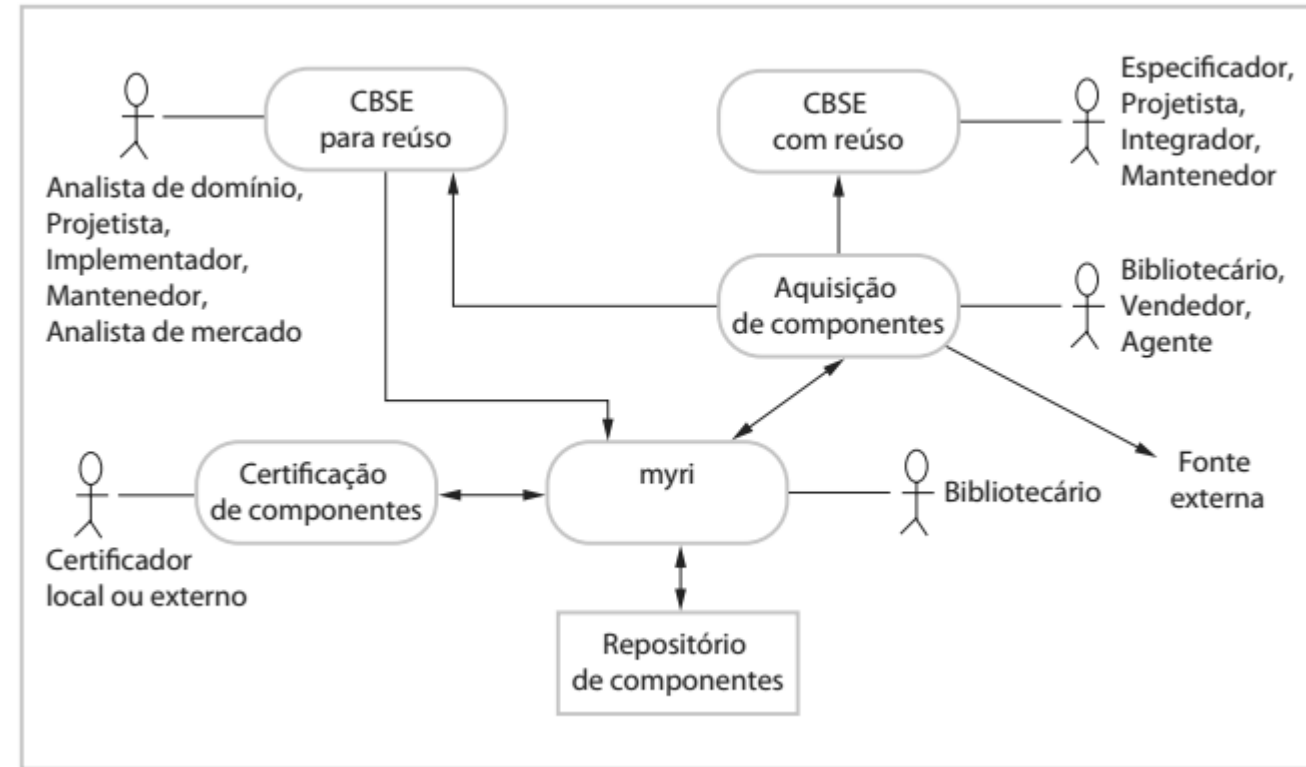 CBSE
para reúso
CBSE
com reúso
Especificador,
Projetista,
Integrador,
Mantenedor
Analista de domínio,
Projetista,
Implementador,
Mantenedor,
Analista de mercado
Aquisição
de componentes
Bibliotecário,
Vendedor,
Agente
Certificação
de componentes
myri
Bibliotecário
Fonte
externa
Certificador
local ou externo
Repositório
de componentes